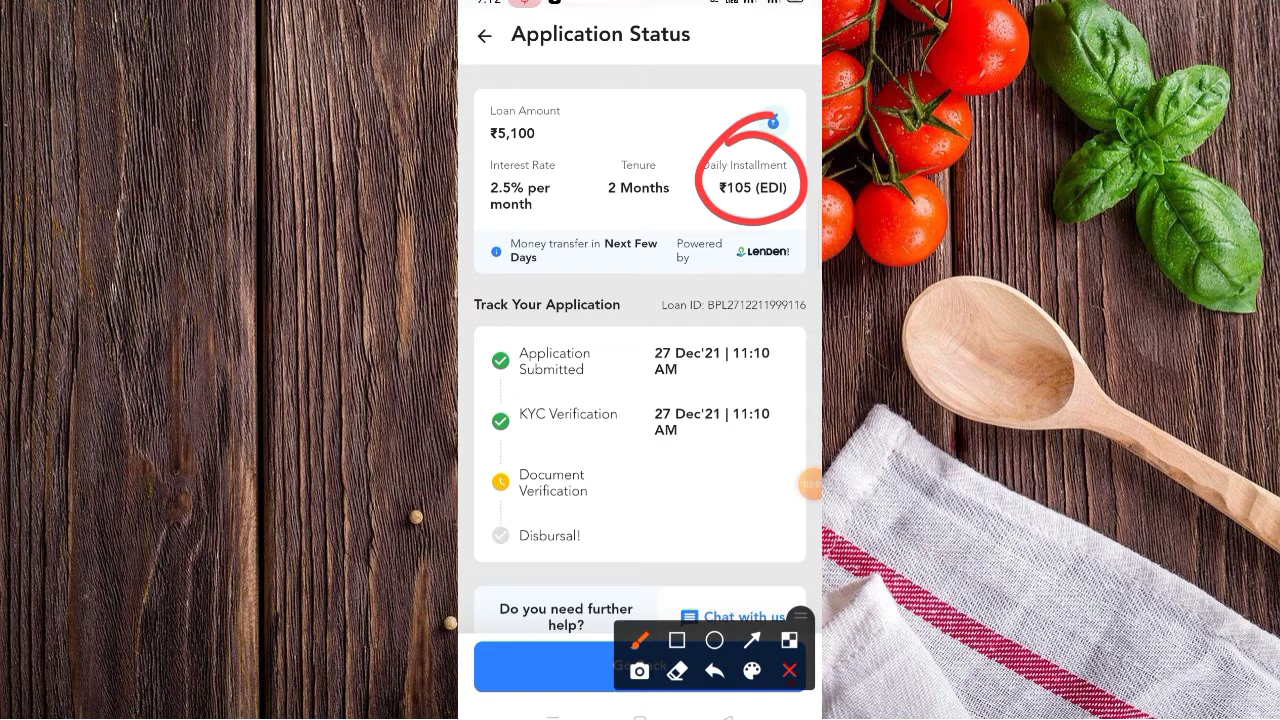 Application Status
Loan Amount
₹5,100
Interest Rate
Tenure
Daily Installment
2.5% per
month
2 Months
₹105 (EDI)
Money transfer in Next Few
Days
Powered
by
LENDEN
Track Your Application
Loan ID: BPL2712211999116
Application
Submitted
27 Dec'21 | 11:10
AM
KYC Verification
27 Dec'21 | 11:10
AM
Document
Verification
Disbursal!
Do you need further
help?
Chat with us
Go Back